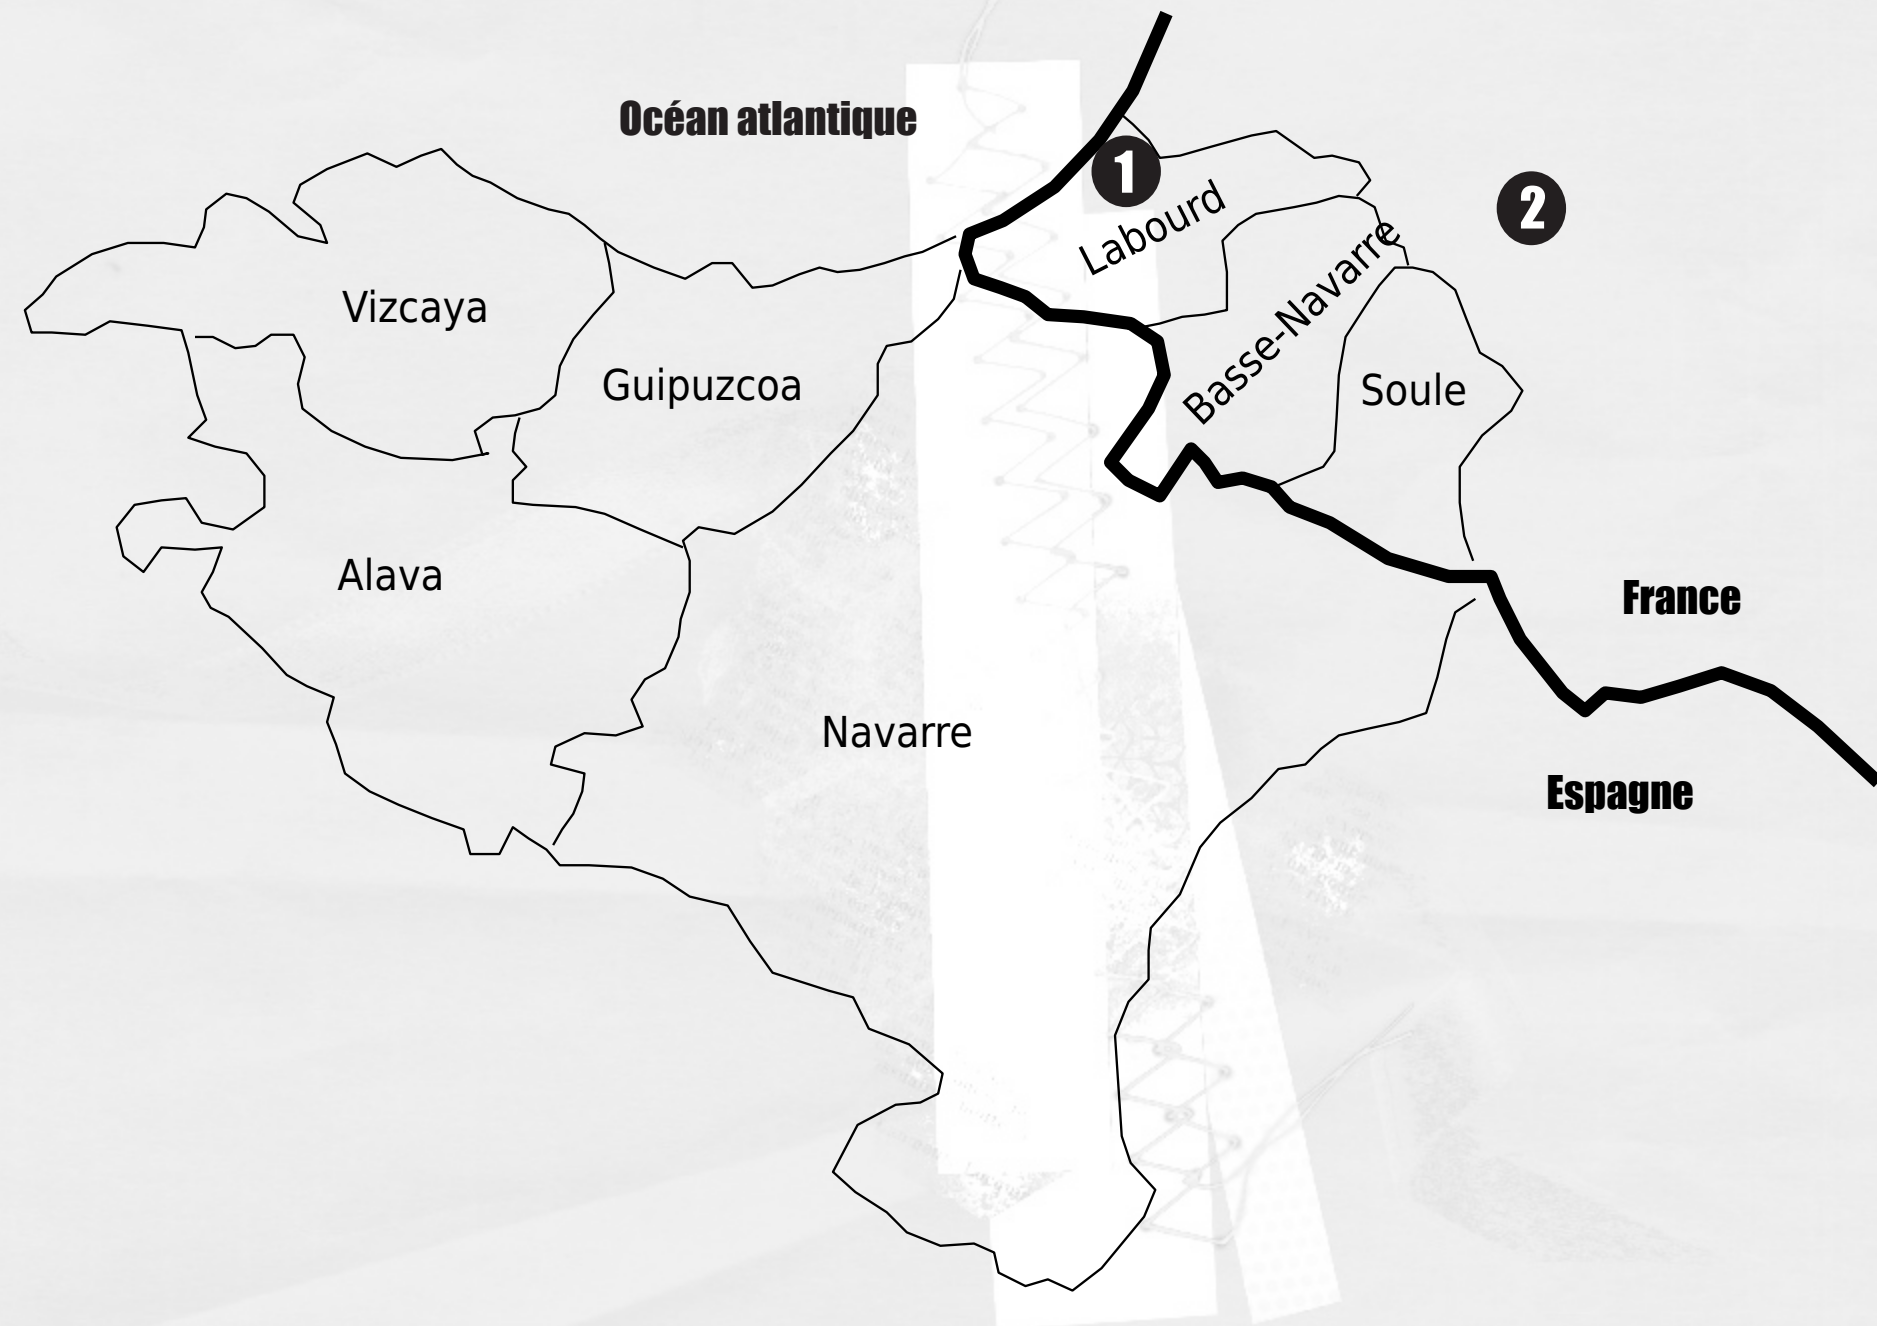 Océan atlantique
1
2
Labourd
Basse-Navarre
Vizcaya
Guipuzcoa
Soule
Alava
France
Navarre
Espagne